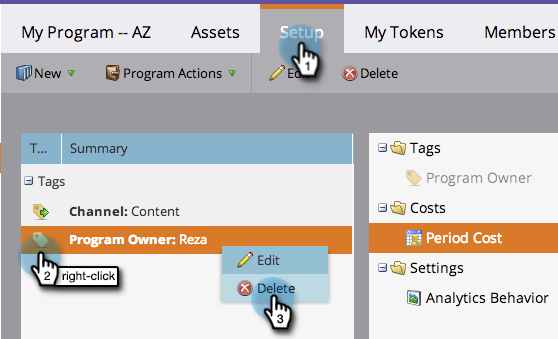 My Program -- AZ Assets Setup My Tokens Members
New Program Actions Edit Delete
1
T... Summary
Tags
Channel: Content
Program Owner: Reza
2 right-click
Edit
Delete
3
Tags
Program Owner
Costs
Period Cost
Settings
Analytics Behavior